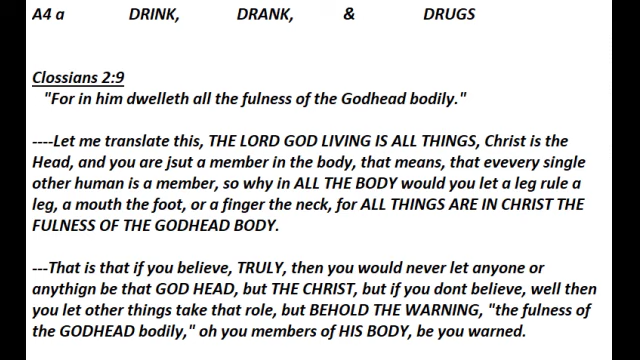 A4 a DRINK, DRANK, & DRUGS
Clossians 2:9
"For in him dwelleth all the fulness of the Godhead bodily."
----Let me translate this, THE LORD GOD LIVING IS ALL THINGS, Christ is the
Head, and you are jsut a member in the body, that means, that evevery single
other human is a member, so why in ALL THE BODY would you let a leg rule a
leg, a mouth the foot, or a finger the neck, for ALL THINGS ARE IN CHRIST THE
FULNESS OF THE GODHEAD BODY.
---That is that if you believe, TRULY, then you would never let anyone or
anythign be that GOD HEAD, but THE CHRIST, but if you dont believe, well then
you let other things take that role, but BEHOLD THE WARNING, "the fulness of
the GODHEAD bodily," oh you members of HIS BODY, be you warned.